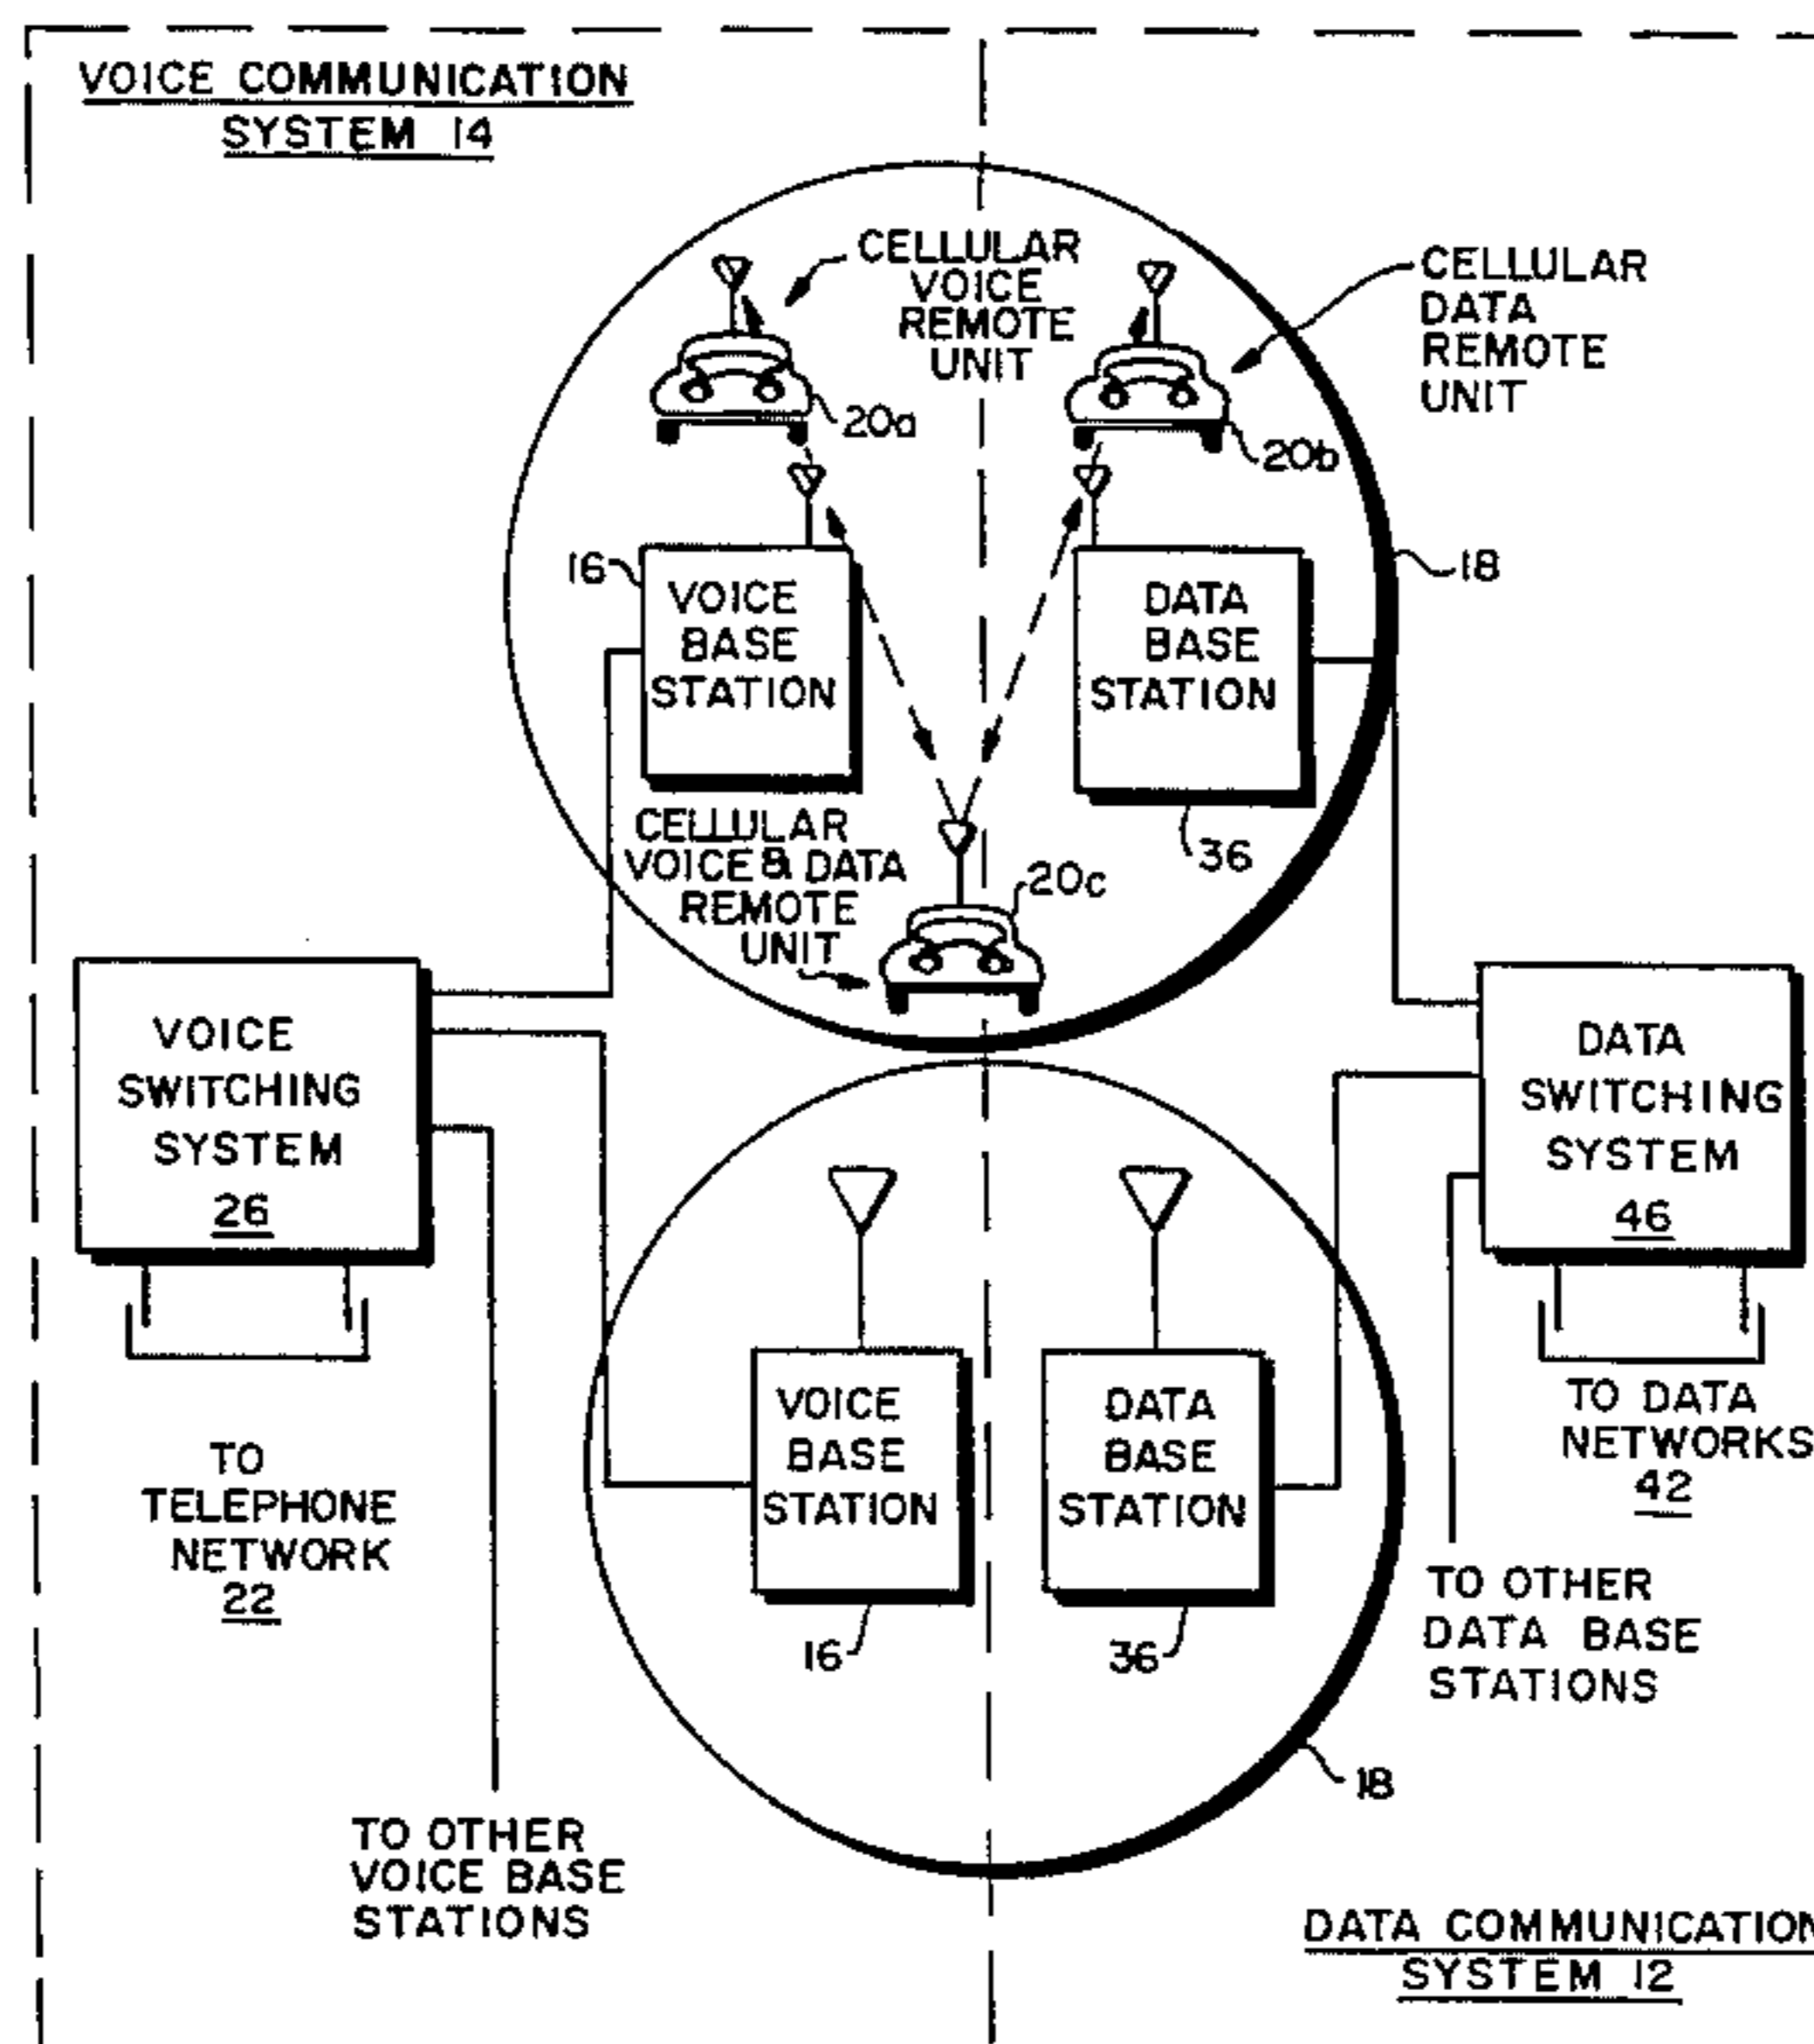 VOICE COMMUNICATION
SYSTEM 14
CELLULAR
VOICE
REMOTE
UNIT
CELLULAR
DATA
REMOTE
UNIT
20a
20b
16
VOICE
BASE
STATION
DATA
BASE
STATION
18
36
CELLULAR
VOICE & DATA
REMOTE
UNIT
20c
VOICE
SWITCHING
SYSTEM
26
DATA
SWITCHING
SYSTEM
46
TO
TELEPHONE
NETWORK
22
VOICE
BASE
STATION
16
DATA
BASE
STATION
36
TO DATA
NETWORKS
42
TO OTHER
DATA BASE
STATIONS
18
TO OTHER
VOICE BASE
STATIONS
DATA COMMUNICATION
SYSTEM 12